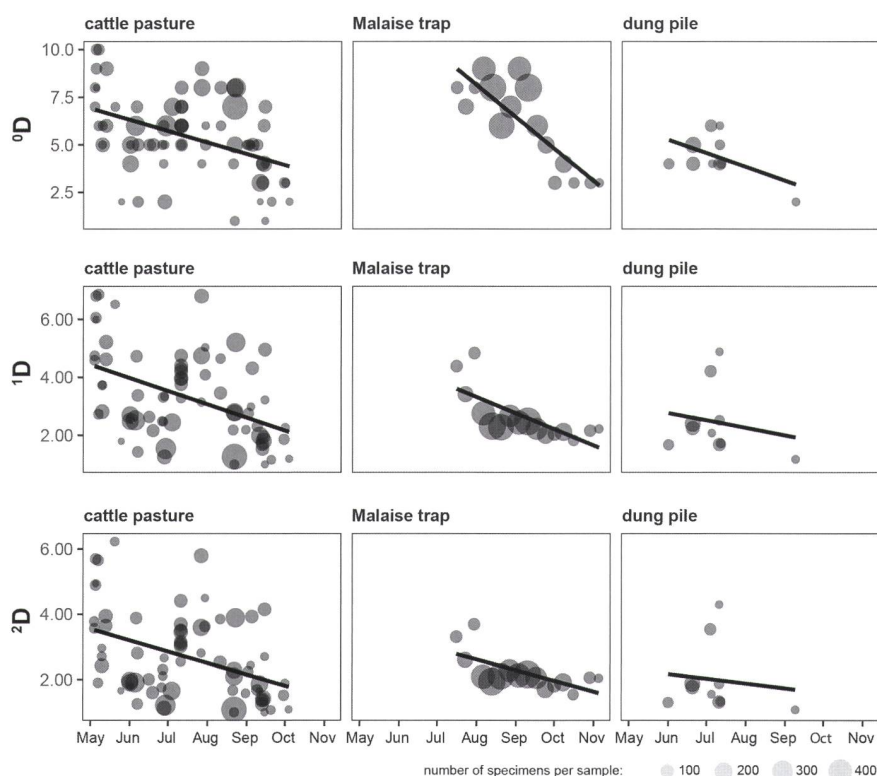 cattle pasture Malaise trap dung pile
10.0
7.5
⁰D
5.0
2.5
cattle pasture Malaise trap dung pile
6.00
¹D
4.00
2.00
cattle pasture Malaise trap dung pile
6.00
²D
4.00
2.00
May Jun Jul Aug Sep Oct Nov May Jun Jul Aug Sep Oct Nov May Jun Jul Aug Sep Oct Nov
number of specimens per sample: 100 200 300 400